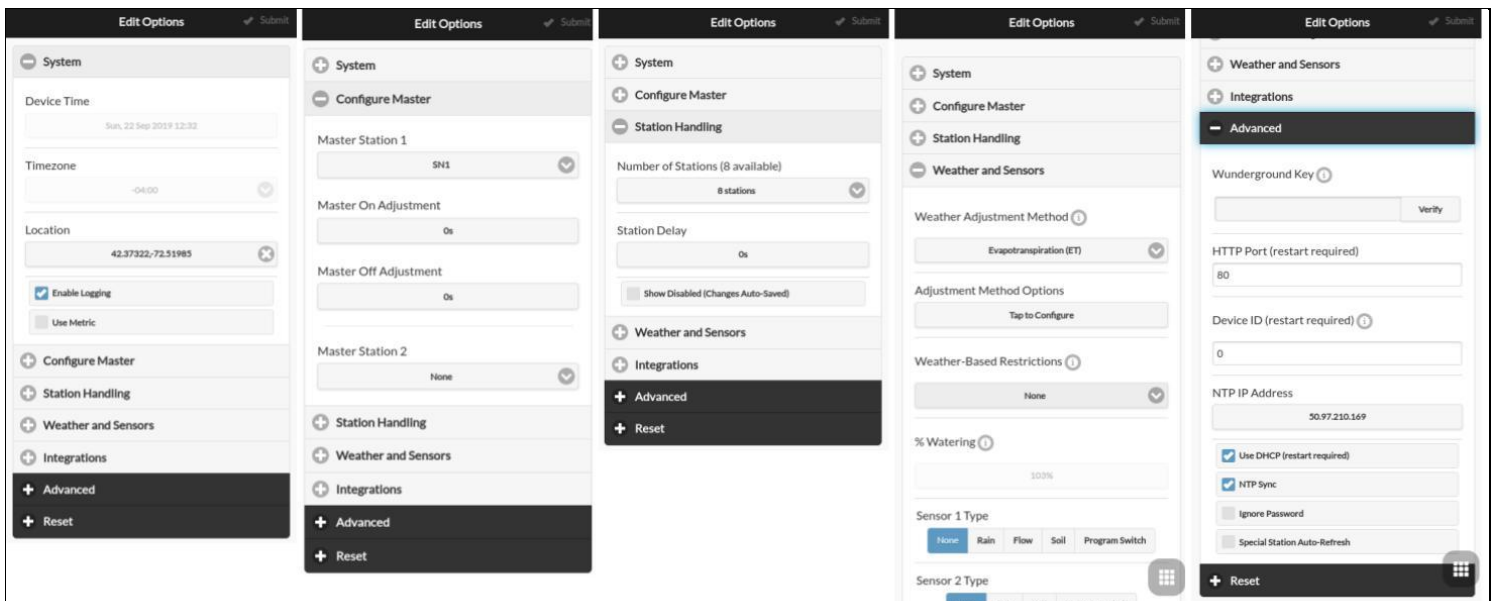 Edit Options
Submit
System
Device Time
Sun, 22 Sep 2019 12:32
Timezone
-04:00
Location
42.37322,-72.51985
Enable Logging
Use Metric
Configure Master
Station Handling
Weather and Sensors
Integrations
Advanced
Reset
Edit Options
Submit
System
Configure Master
Master Station 1
SN1
Master On Adjustment
0s
Master Off Adjustment
0s
Master Station 2
None
Station Handling
Weather and Sensors
Integrations
Advanced
Reset
Edit Options
Submit
System
Configure Master
Station Handling
Number of Stations (8 available)
8 stations
Station Delay
0s
Show Disabled (Changes Auto-Saved)
Weather and Sensors
Integrations
Advanced
Reset
Edit Options
Submit
System
Configure Master
Station Handling
Weather and Sensors
Weather Adjustment Method
Evapotranspiration (ET)
Adjustment Method Options
Tap to Configure
Weather-Based Restrictions
None
% Watering
103%
Sensor 1 Type
None Rain Flow Soil Program Switch
Sensor 2 Type
Edit Options
Submit
Weather and Sensors
Integrations
Advanced
Wunderground Key
Verify
HTTP Port (restart required)
80
Device ID (restart required)
0
NTP IP Address
50.97.210.169
Use DHCP (restart required)
NTP Sync
Ignore Password
Special Station Auto-Refresh
Reset